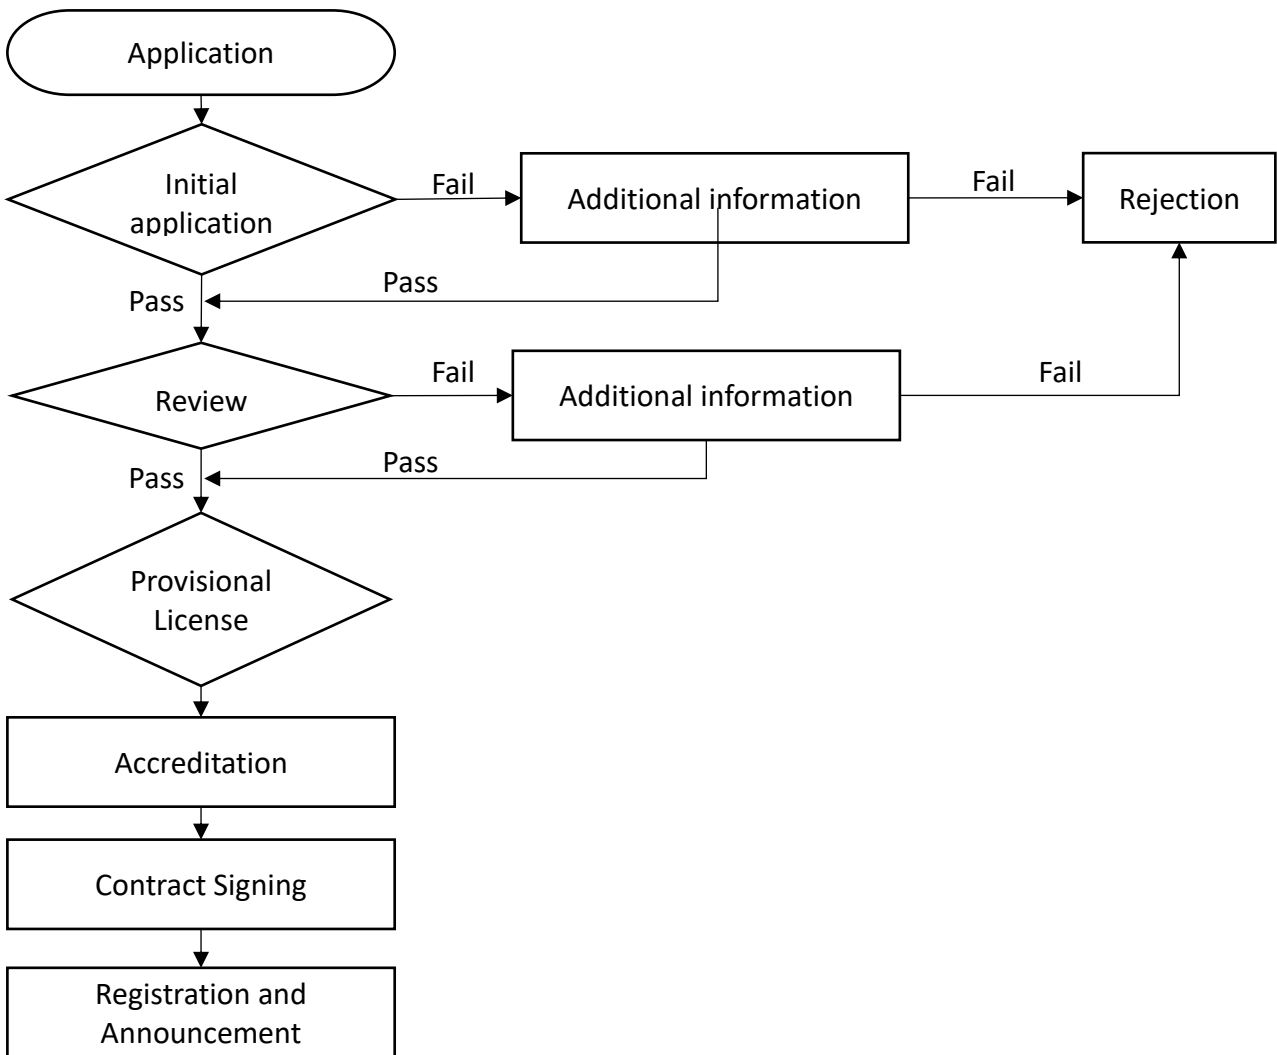 Application
Initial
application
Fail
Additional information
Fail
Rejection
Pass
Pass
Review
Fail
Additional information
Fail
Pass
Pass
Provisional
License
Accreditation
Contract Signing
Registration and
Announcement